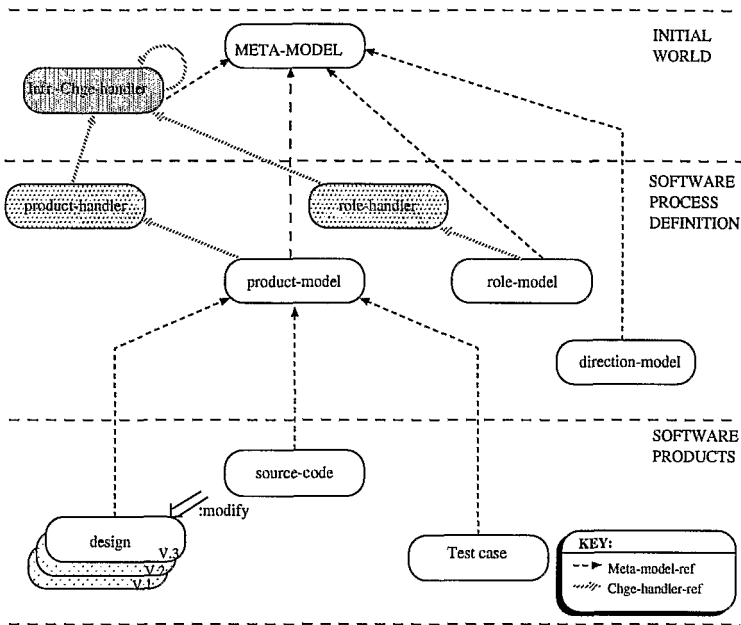 INITIAL
WORLD
META-MODEL
Infr.-Chge-handler
SOFTWARE
PROCESS
DEFINITION
product-handler
role-handler
product-model
role-model
direction-model
SOFTWARE
PRODUCTS
source-code
:modify
design
V.3
V.2
V.1
Test case
KEY:
Meta-model-ref
Chge-handler-ref